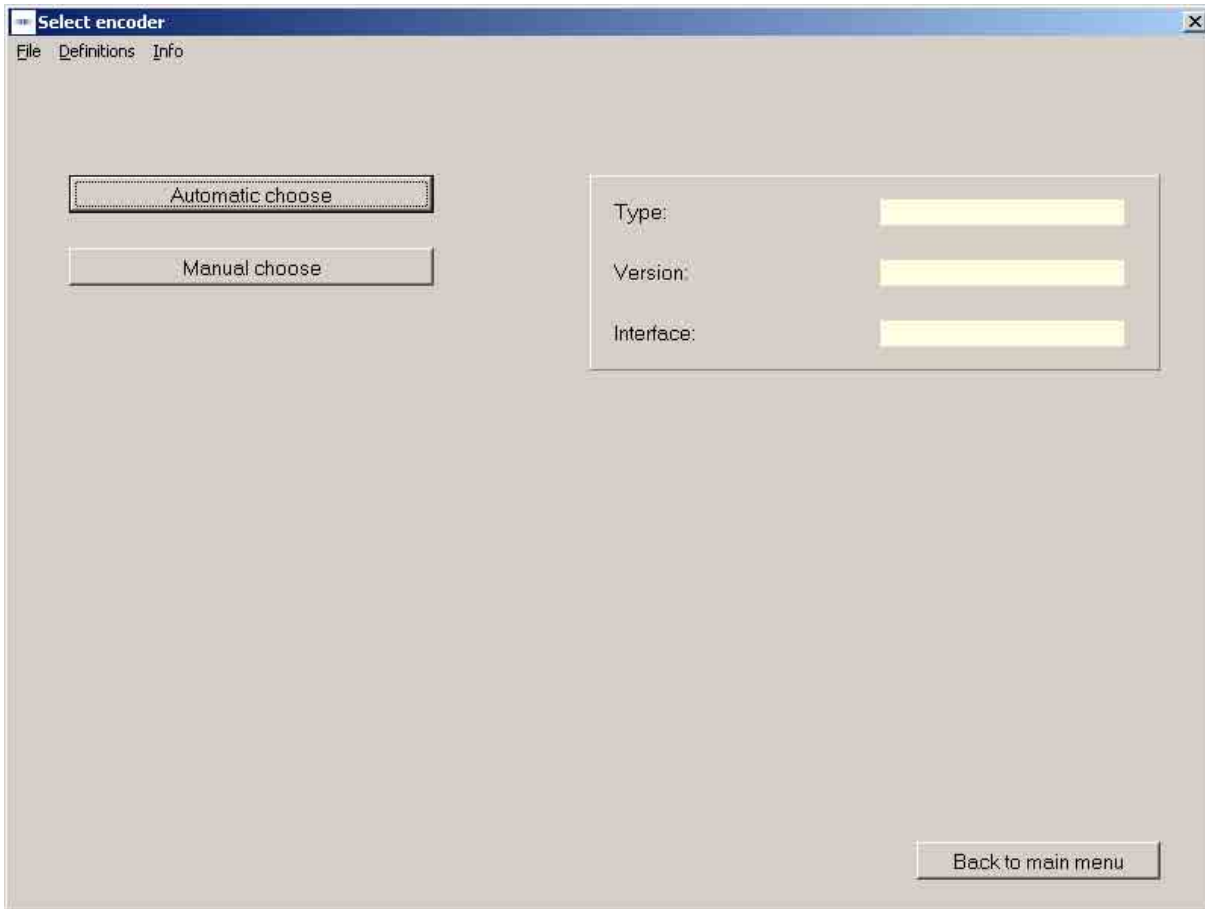 Select encoder
File Definitions Info
Automatic choose
Manual choose
Type:
Version:
Interface:
Back to main menu